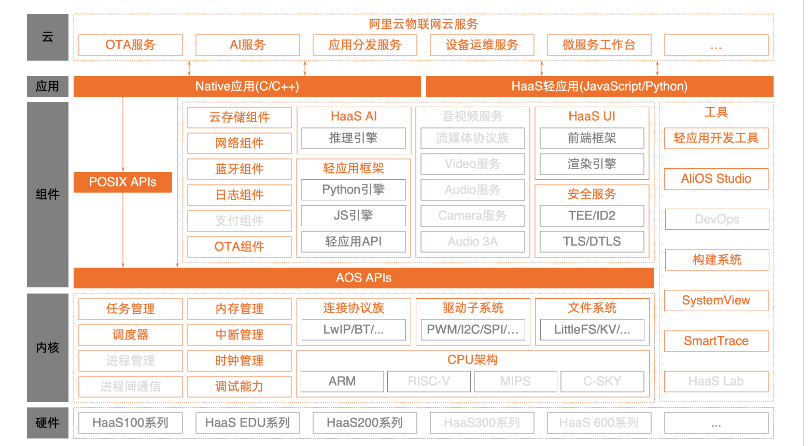 云
阿里云物联网云服务
OTA服务
AI服务
应用分发服务
设备运维服务
微服务工作台
...
应用
Native应用(C/C++)
HaaS轻应用(JavaScript/Python)
组件
POSIX APIs
云存储组件
网络组件
蓝牙组件
日志组件
支付组件
OTA组件
HaaS AI
推理引擎
轻应用框架
Python引擎
JS引擎
轻应用API
音视频服务
流媒体协议族
Video服务
Audio服务
Camera服务
Audio 3A
HaaS UI
前端框架
渲染引擎
安全服务
TEE/ID2
TLS/DTLS
AOS APIs
工具
轻应用开发工具
AliOS Studio
DevOps
构建系统
SystemView
SmartTrace
HaaS Lab
内核
任务管理
调度器
进程管理
进程间通信
内存管理
中断管理
时钟管理
调试能力
连接协议族
LwIP/BT/...
驱动子系统
PWM/I2C/SPI/...
文件系统
LittleFS/KV/...
CPU架构
ARM
RISC-V
MIPS
C-SKY
硬件
HaaS100系列
HaaS EDU系列
HaaS200系列
HaaS300系列
HaaS 600系列
...